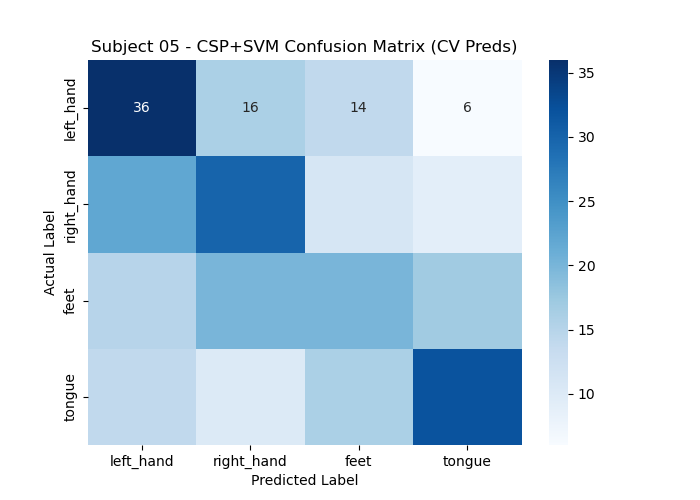 Subject 05 - CSP+SVM Confusion Matrix (CV Preds)
Actual Label
left_hand
36 16 14 6
right_hand
feet
tongue
left_hand right_hand feet tongue
Predicted Label
35
30
25
20
15
10